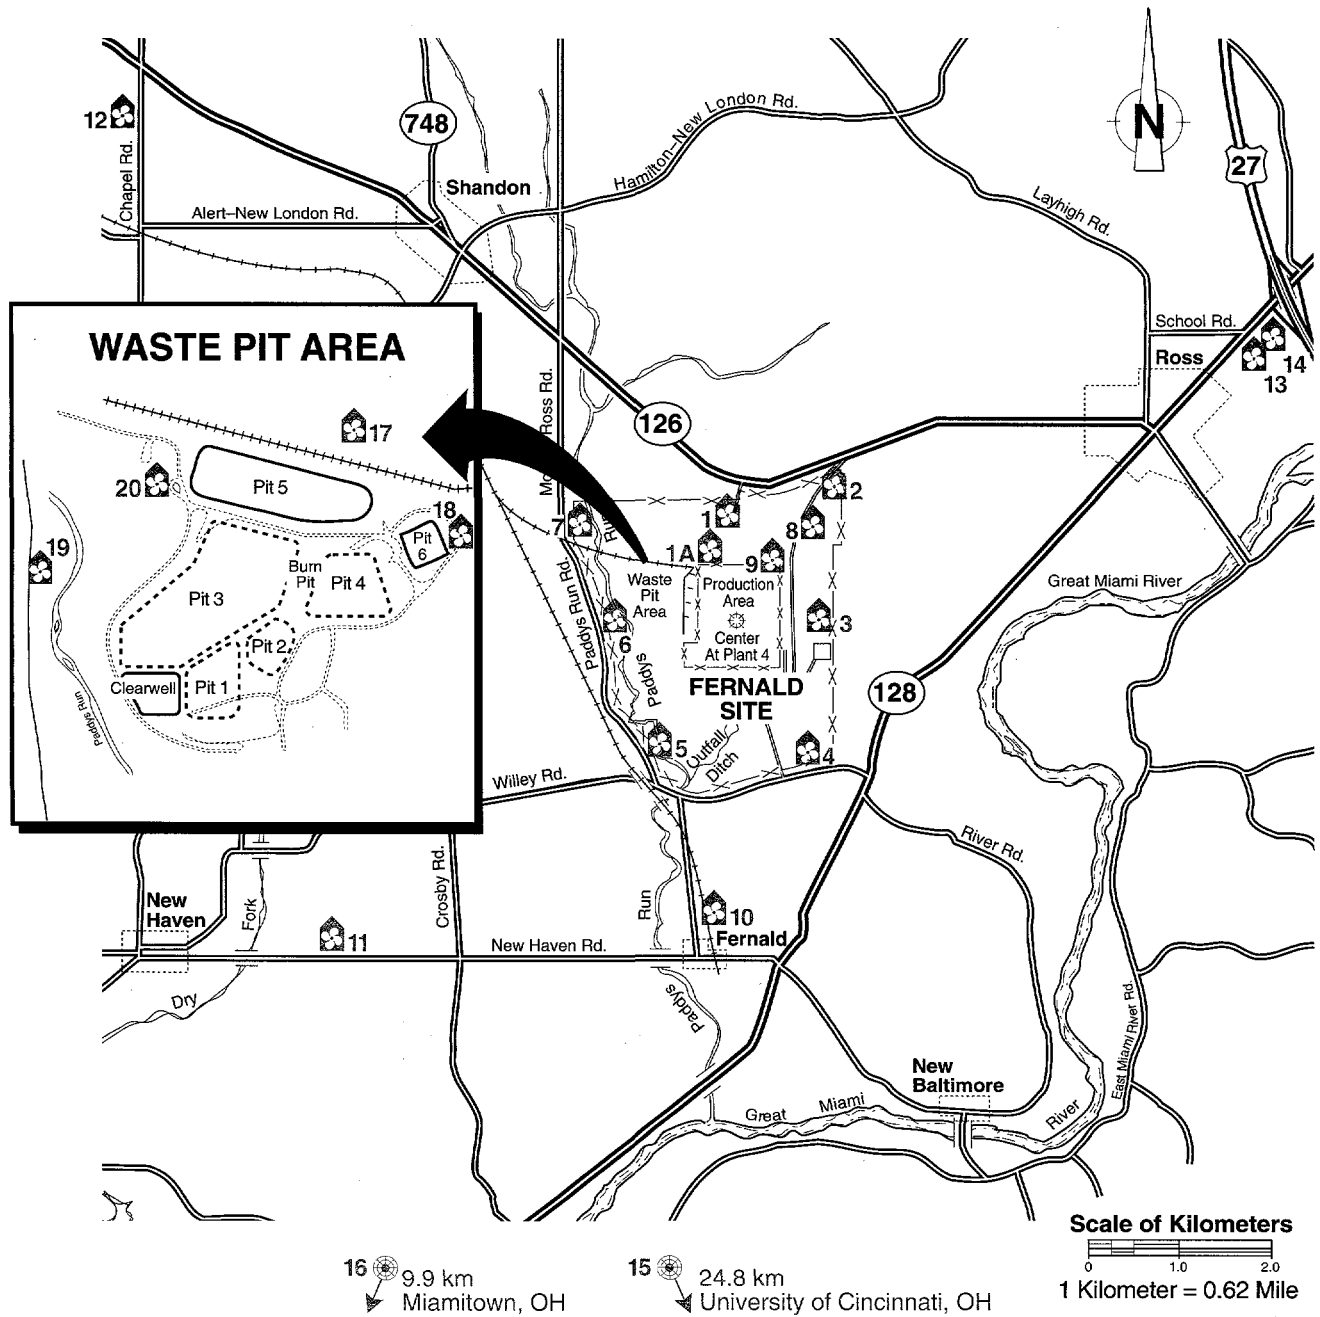 12
748
Shandon
Chapel Rd.
Alert–New London Rd.
Hamilton–New London Rd.
N
27
Layhigh Rd.
School Rd.
Ross
14
13
WASTE PIT AREA
17
20
Pit 5
18
Pit
6
19
Burn
Pit
Pit 4
Pit 3
Pit 2
Clearwell
Pit 1
Paddys Run
Ross Rd.
126
2
1
8
7
Run
1A
9
Waste
Pit
Area
Production
Area
Center
At Plant 4
3
6
Paddys Run Rd.
Paddys
FERNALD
SITE
5
Outfall
Ditch
4
Great Miami River
128
Willey Rd.
River Rd.
Crosby Rd.
New
Haven
Fork
11
New Haven Rd.
Run
10
Fernald
Dry
Paddys
East Miami River Rd.
New
Baltimore
Great Miami River
Scale of Kilometers
0 1.0 2.0
1 Kilometer = 0.62 Mile
16 9.9 km
Miamitown, OH
15 24.8 km
University of Cincinnati, OH